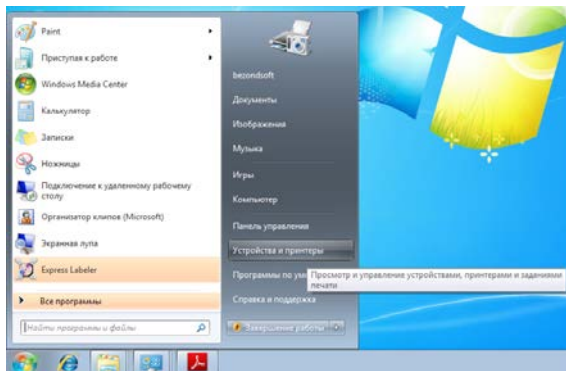 Paint
Приступая к работе
Windows Media Center
Калькулятор
Записки
Ножницы
Подключение к удаленному рабочему
столу
Организатор клипов (Microsoft)
Экранная лупа
Express Labeler
Все программы
Найти программы и файлы
bezondsoft
Документы
Изображения
Музыка
Игры
Компьютер
Панель управления
Устройства и принтеры
Программы по ум
Просмотр и управление устройствами, принтерами и заданиями
печати
Справка и поддержка
Завершение работы